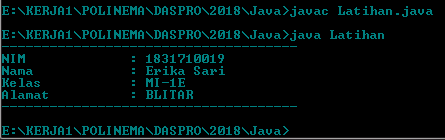 E:\KERJA1\POLINEMA\DASPRO\2018\Java>javac Latihan.java
E:\KERJA1\POLINEMA\DASPRO\2018\Java>java Latihan
------------------------------------
NIM : 1831710019
Nama : Erika Sari
Kelas : MI-1E
Alamat : BLITAR
------------------------------------
E:\KERJA1\POLINEMA\DASPRO\2018\Java>